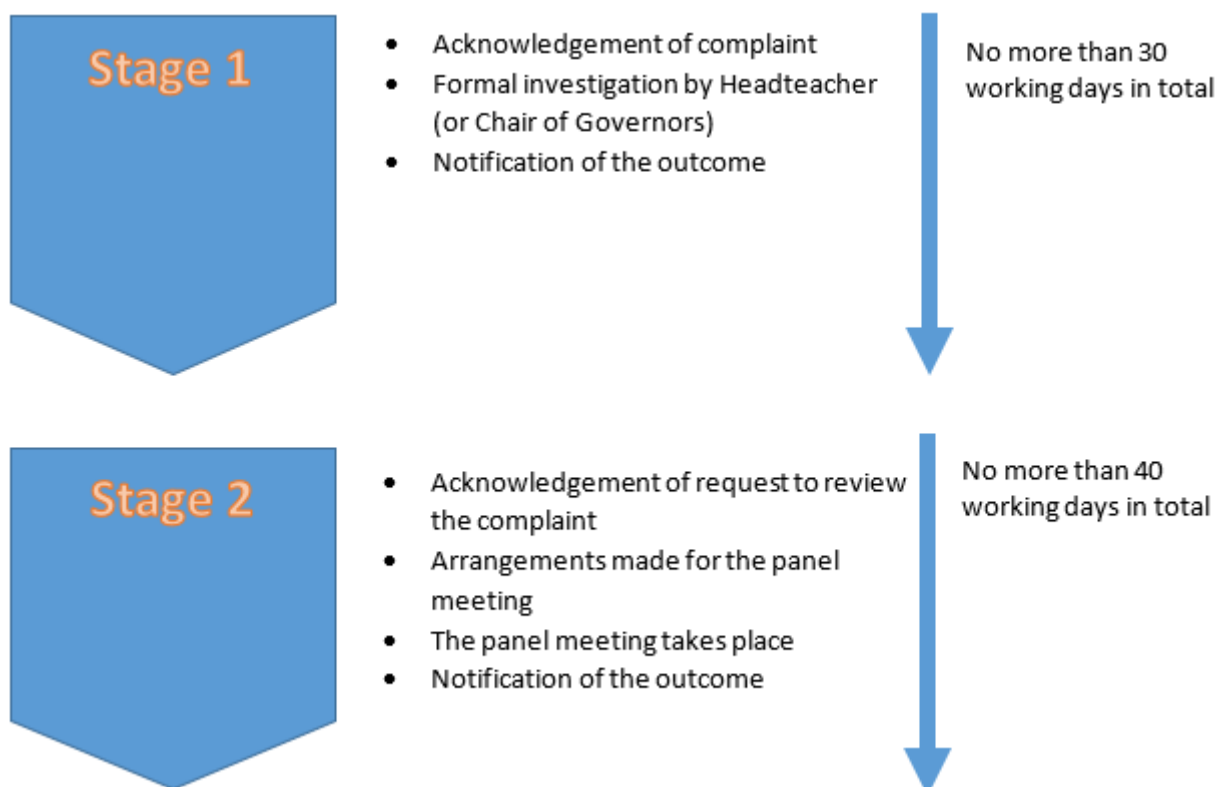 Stage 1
• Acknowledgement of complaint
• Formal investigation by Headteacher
(or Chair of Governors)
• Notification of the outcome
No more than 30
working days in total
Stage 2
• Acknowledgement of request to review
the complaint
• Arrangements made for the panel
meeting
• The panel meeting takes place
• Notification of the outcome
No more than 40
working days in total